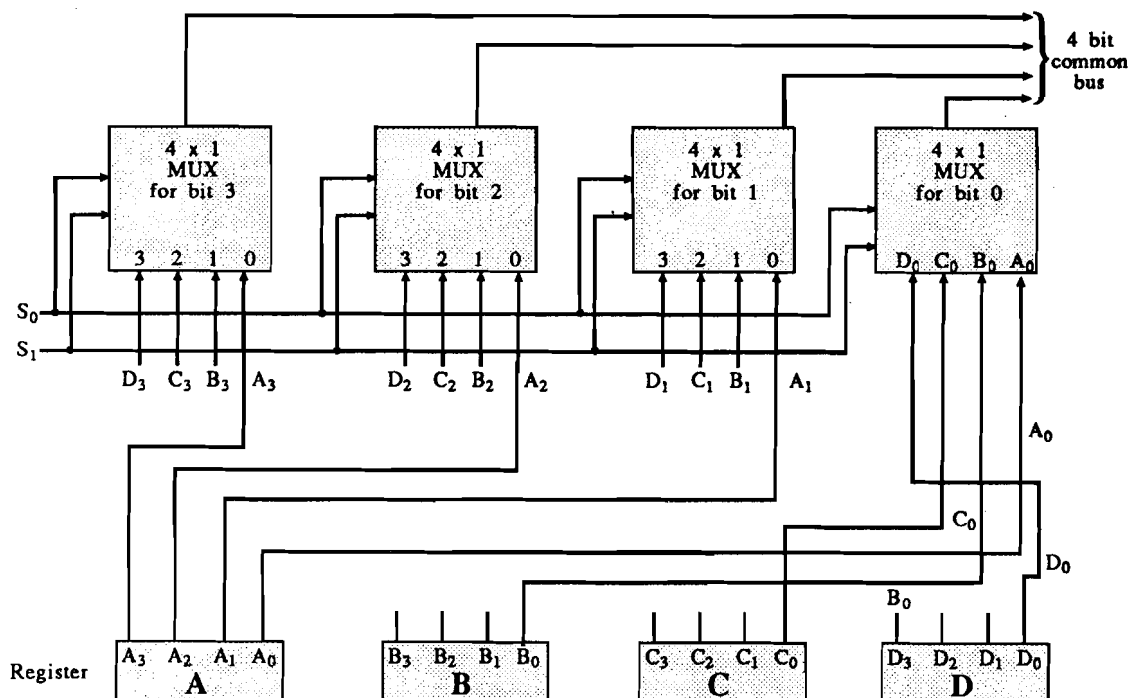 4 bit
common
bus
4 x 1
MUX
for bit 3
4 x 1
MUX
for bit 2
4 x 1
MUX
for bit 1
4 x 1
MUX
for bit 0
3 2 1 0
3 2 1 0
3 2 1 0
D₀ C₀ B₀ A₀
S₀
S₁
D₃ C₃ B₃ A₃
D₂ C₂ B₂ A₂
D₁ C₁ B₁ A₁
A₀
C₀
D₀
B₀
Register
A₃ A₂ A₁ A₀
A
B₃ B₂ B₁ B₀
B
C₃ C₂ C₁ C₀
C
D₃ D₂ D₁ D₀
D